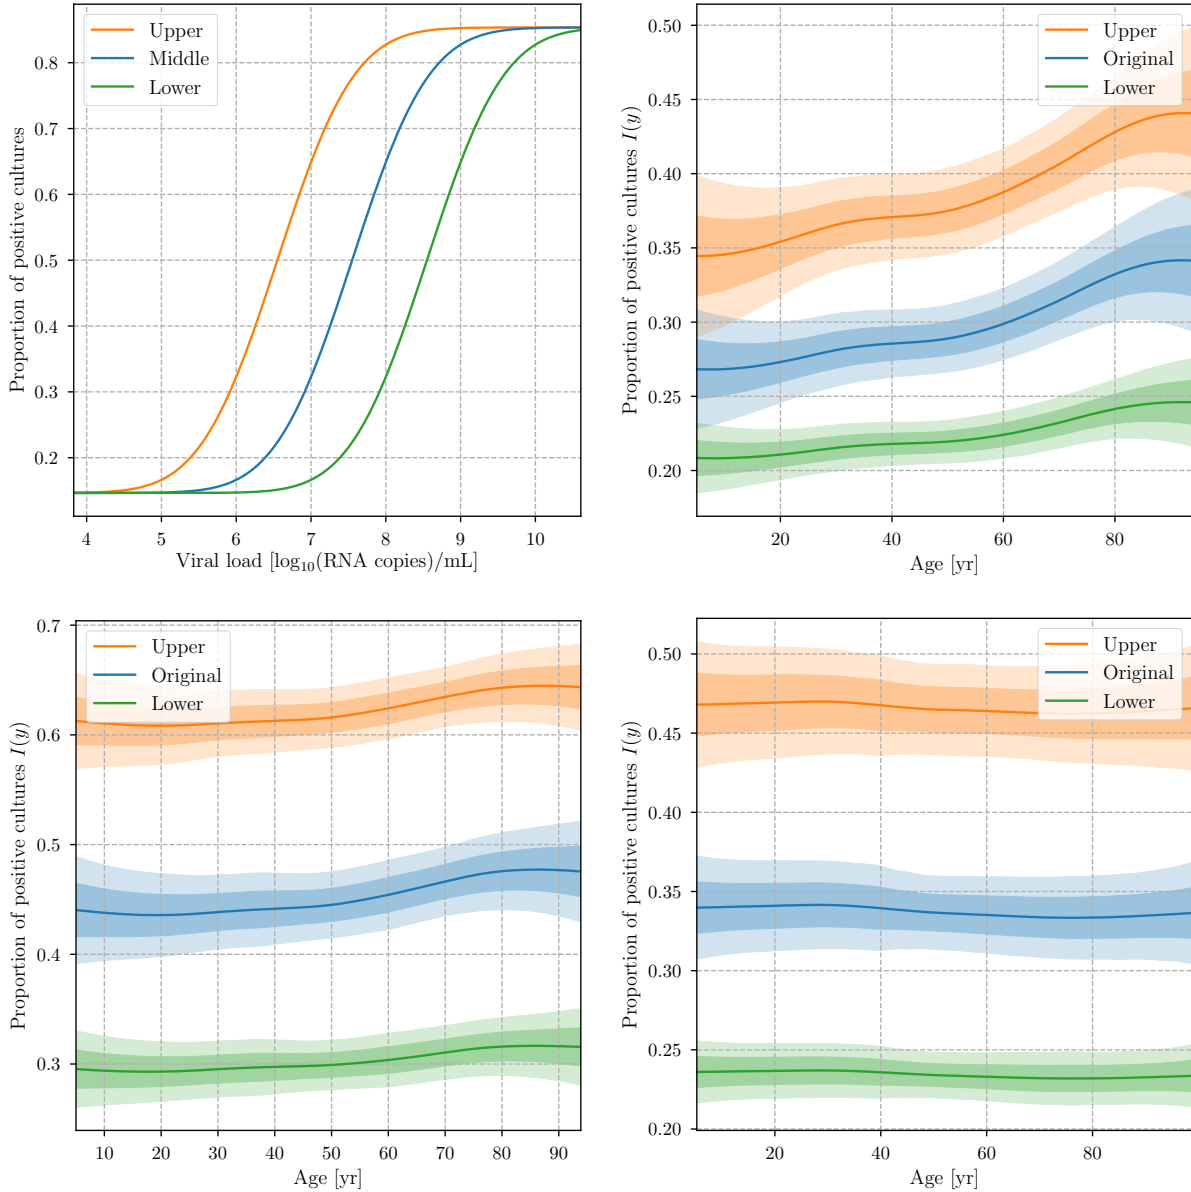 Upper
Middle
Lower
Proportion of positive cultures
0.8
0.7
0.6
0.5
0.4
0.3
0.2
4 5 6 7 8 9 10
Viral load [log₁₀(RNA copies)/mL]
Upper
Original
Lower
Proportion of positive cultures I(y)
0.50
0.45
0.40
0.35
0.30
0.25
0.20
20 40 60 80
Age [yr]
Upper
Original
Lower
Proportion of positive cultures I(y)
0.7
0.6
0.5
0.4
0.3
10 20 30 40 50 60 70 80 90
Age [yr]
Upper
Original
Lower
Proportion of positive cultures I(y)
0.50
0.45
0.40
0.35
0.30
0.25
0.20
20 40 60 80
Age [yr]